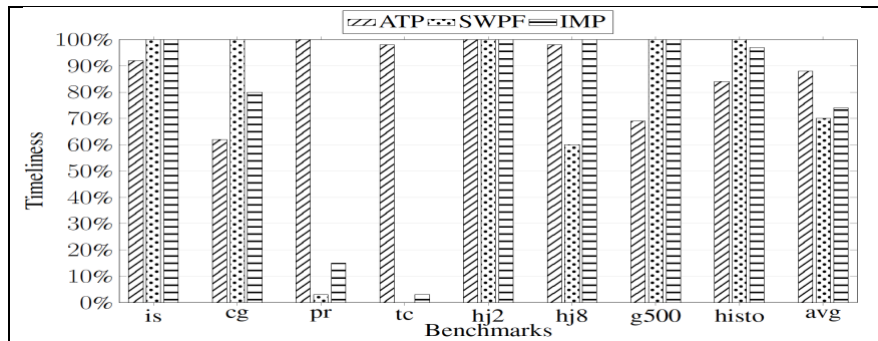 ATP SWPF IMP
100%
90%
80%
70%
60%
50%
40%
30%
20%
10%
0%
Timeliness
is cg pr tc hj2 hj8 g500 histo avg
Benchmarks